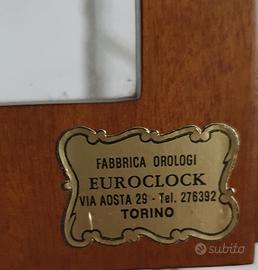 FABBRICA OROLOGI
EUROCLOCK
VIA AOSTA 29 - Tel. 276392
TORINO
subito